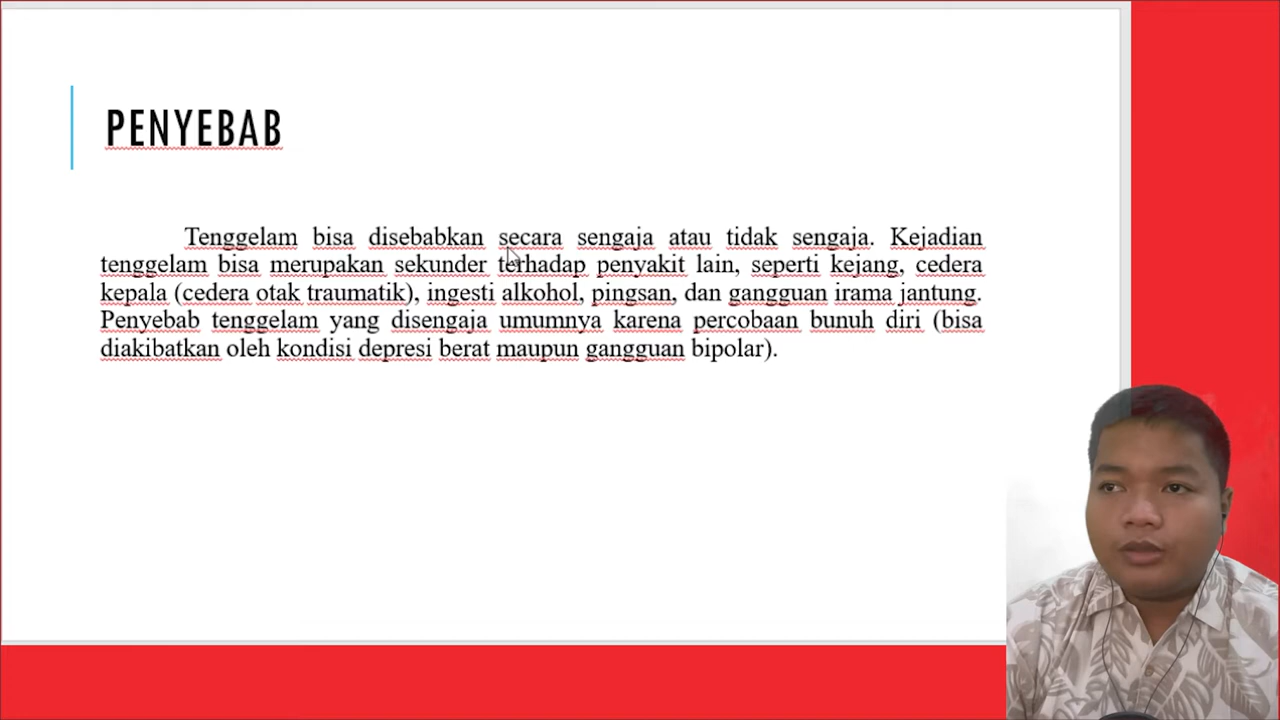 PENYEBAB
Tenggelam bisa disebabkan secara sengaja atau tidak sengaja. Kejadian
tenggelam bisa merupakan sekunder terhadap penyakit lain, seperti kejang, cedera
kepala (cedera otak traumatik), ingesti alkohol, pingsan, dan gangguan irama jantung.
Penyebab tenggelam yang disengaja umumnya karena percobaan bunuh diri (bisa
diakibatkan oleh kondisi depresi berat maupun gangguan bipolar).